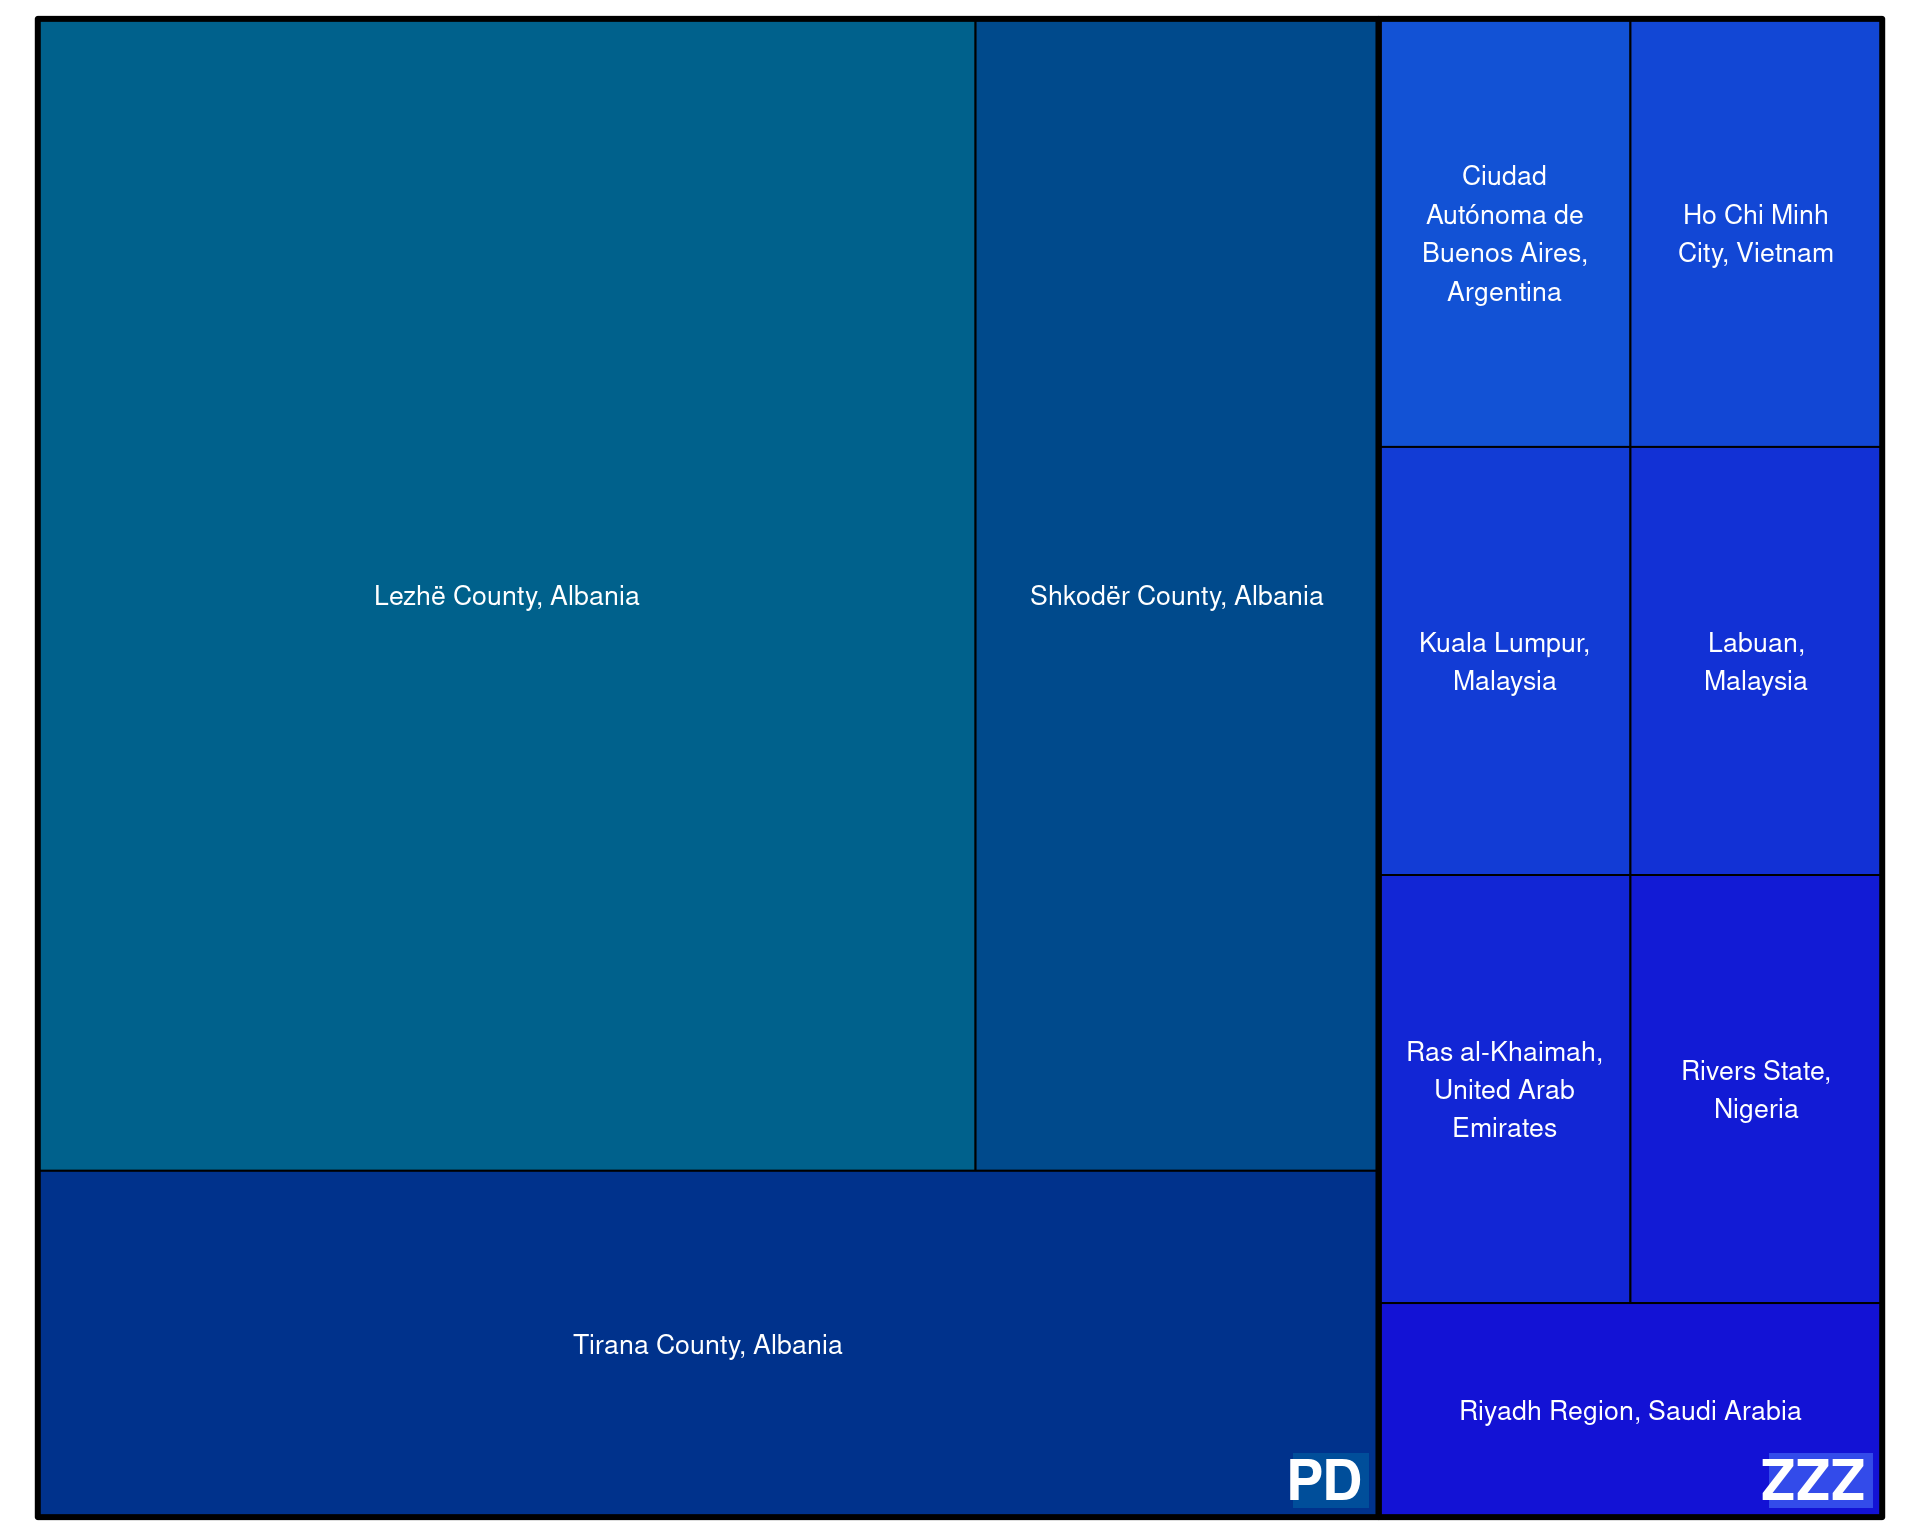 Lezhë County, Albania
Shkodër County, Albania
Tirana County, Albania
PD
Ciudad
Autónoma de
Buenos Aires,
Argentina
Ho Chi Minh
City, Vietnam
Kuala Lumpur,
Malaysia
Labuan,
Malaysia
Ras al-Khaimah,
United Arab
Emirates
Rivers State,
Nigeria
Riyadh Region, Saudi Arabia
ZZZ